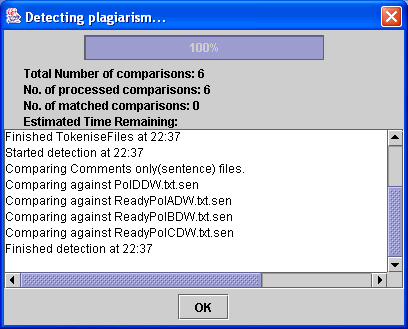 Detecting plagiarism...
100%
Total Number of comparisons: 6
No. of processed comparisons: 6
No. of matched comparisons: 0
Estimated Time Remaining:
Finished TokeniseFiles at 22:37
Started detection at 22:37
Comparing Comments only(sentence) files.
Comparing against PolDDW.txt.sen
Comparing against ReadyPolADW.txt.sen
Comparing against ReadyPolBDW.txt.sen
Comparing against ReadyPolCDW.txt.sen
Finished detection at 22:37
OK